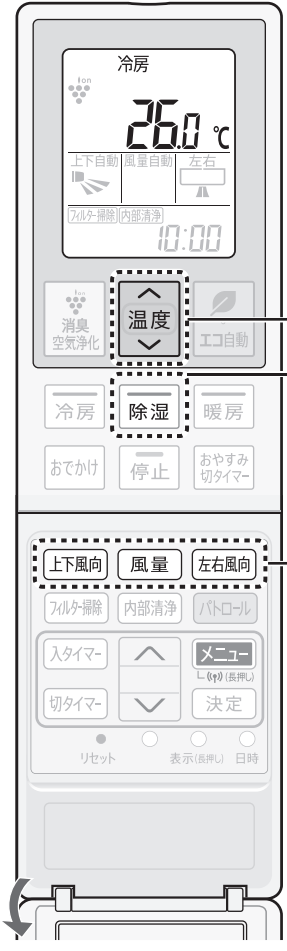 冷房
ion
26.0 ℃
上下自動 風量自動 左右
フィルター掃除 内部清浄
10:00
ion
消臭
空気浄化
温度
エコ自動
冷房 除湿 暖房
おでかけ 停止 おやすみ
切タイマー
上下風向 風量 左右風向
フィルター掃除 内部清浄 パトロール
入タイマー メニュー
(長押し)
切タイマー 決定
リセット 表示(長押し) 日時